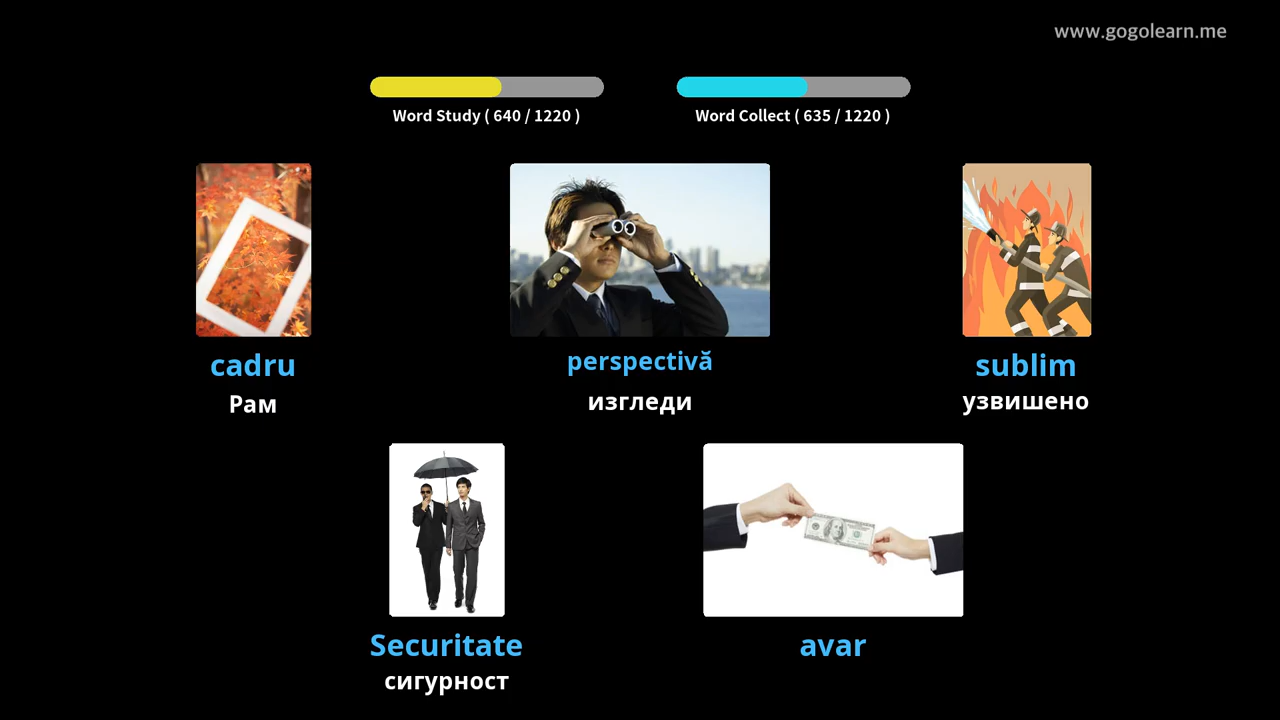 www.gogolearn.me
Word Study ( 640 / 1220 )
Word Collect ( 635 / 1220 )
cadru
Рам
perspectivă
изгледи
sublim
узвишено
Securitate
сигурност
avar